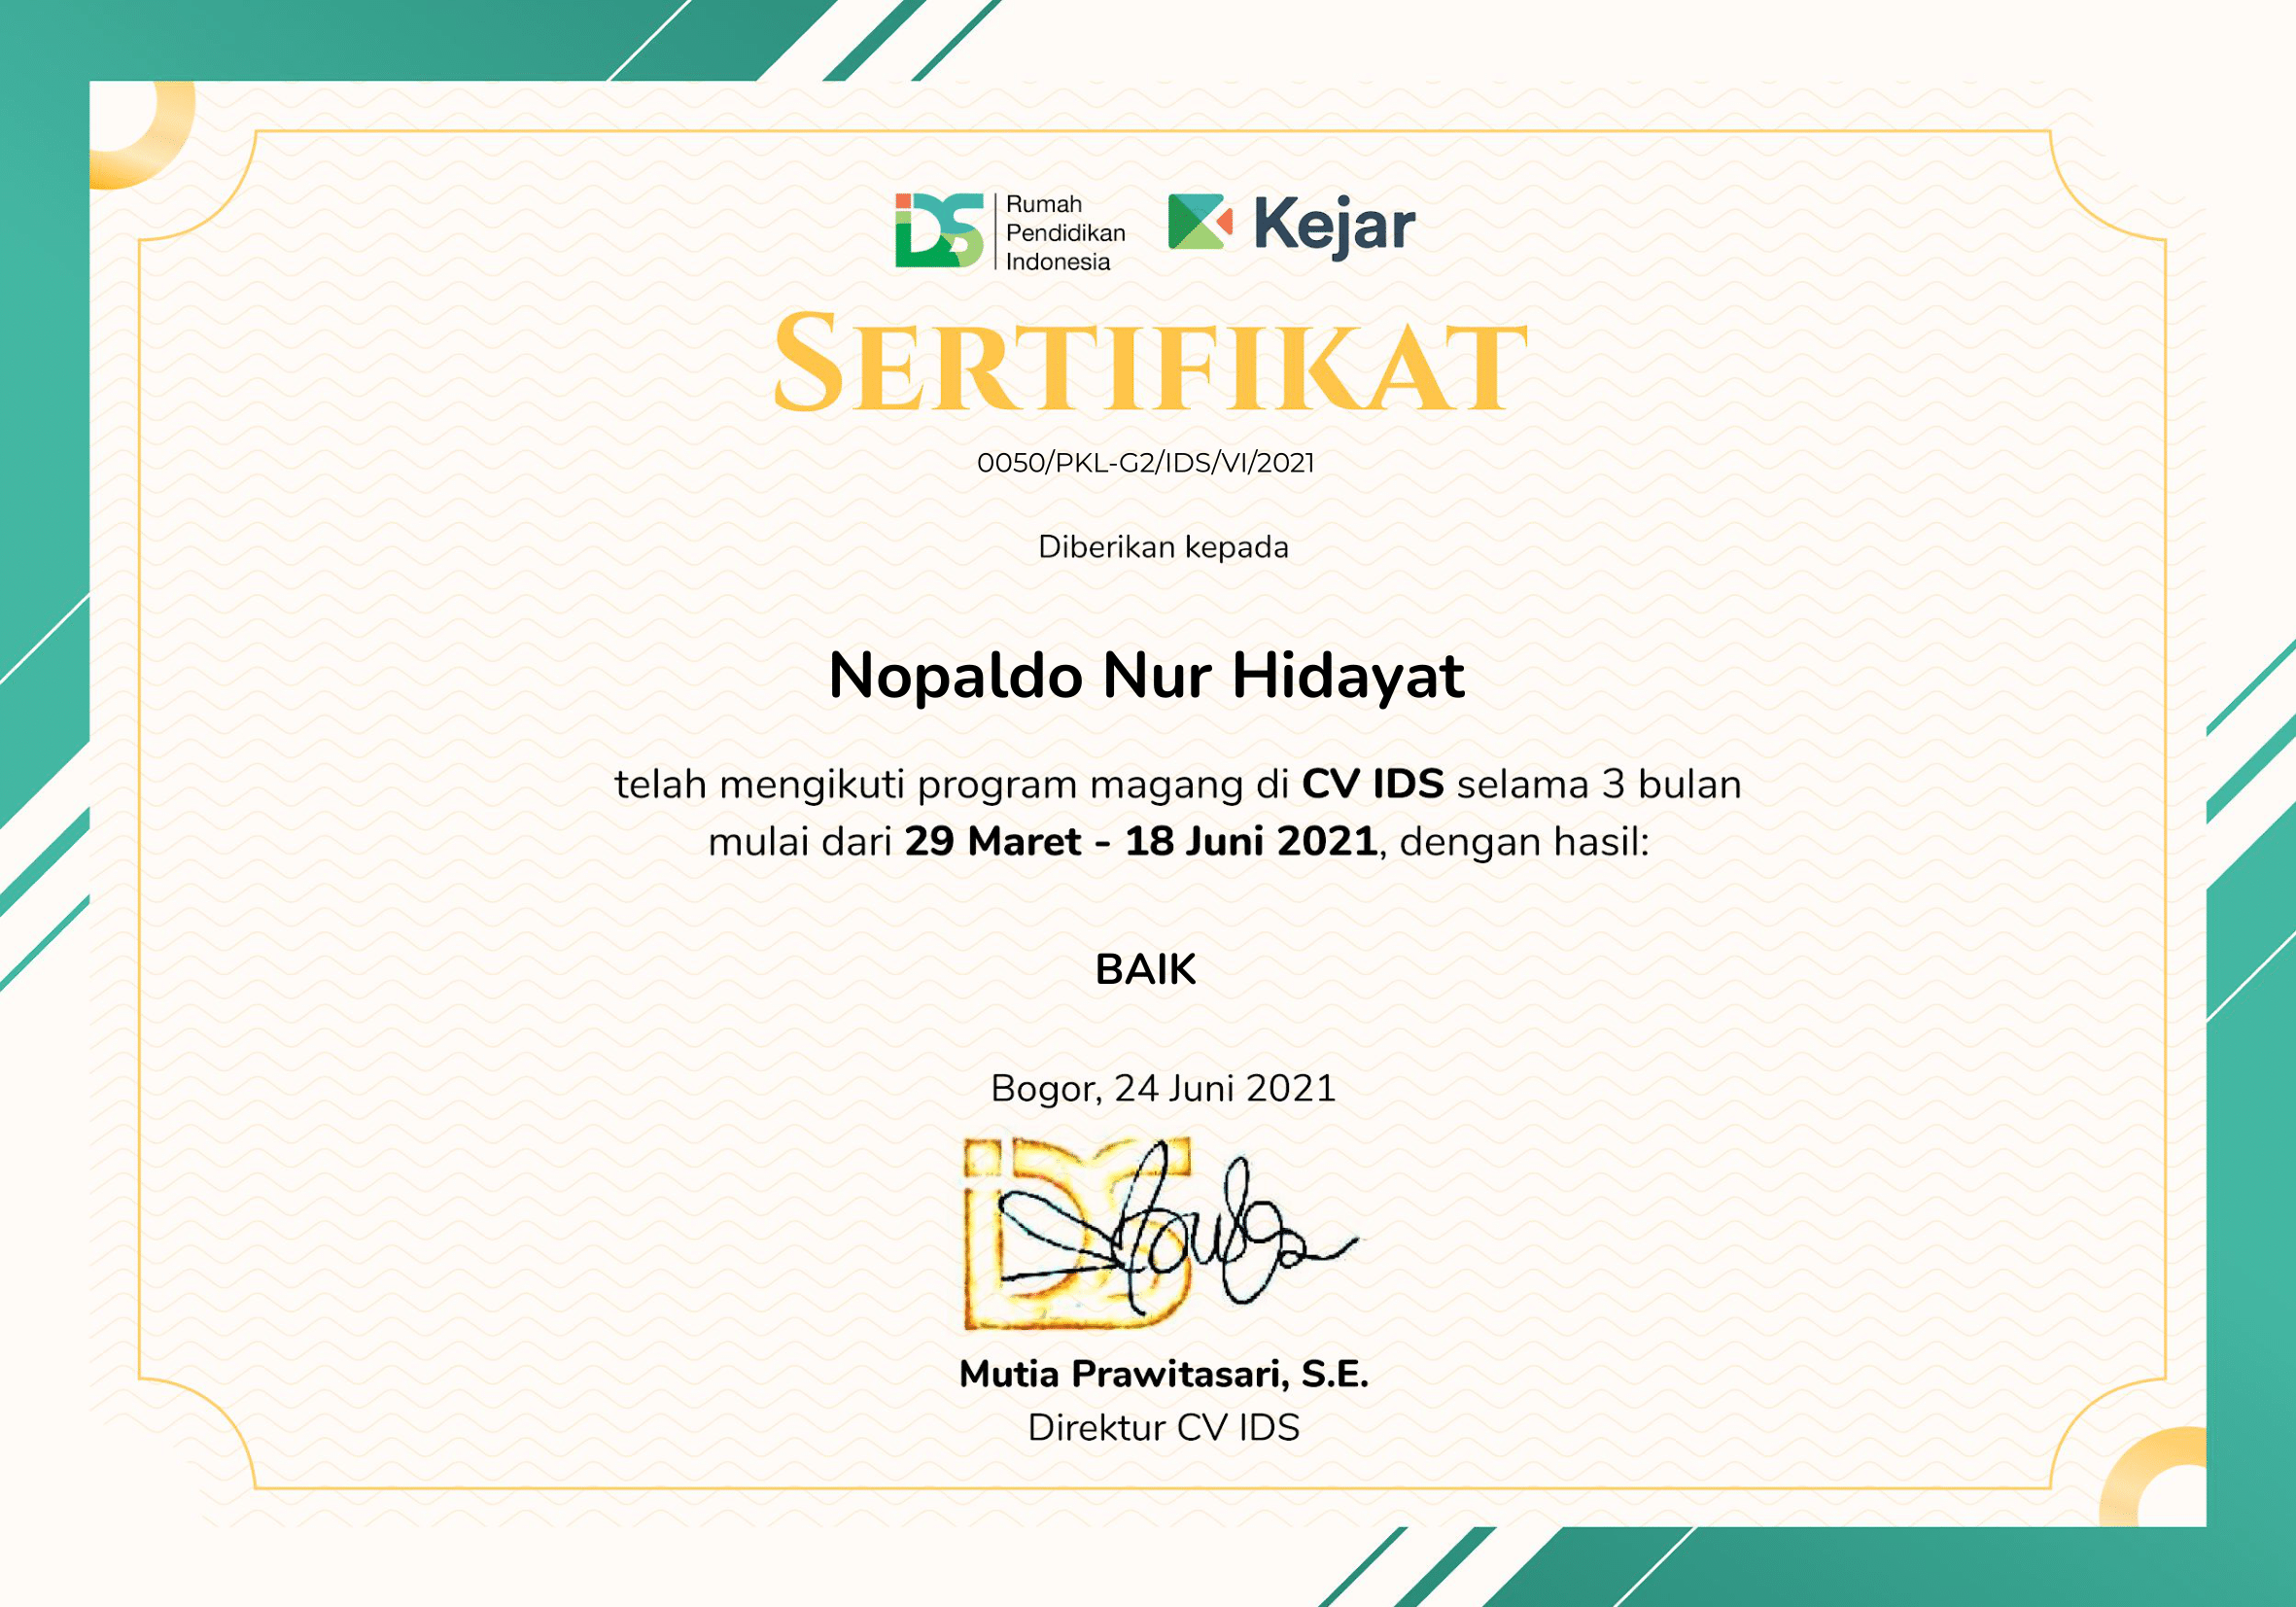 iDS
Rumah
Pendidikan
Indonesia
Kejar
SERTIFIKAT
0050/PKL-G2/IDS/VI/2021
Diberikan kepada
Nopaldo Nur Hidayat
telah mengikuti program magang di CV IDS selama 3 bulan
mulai dari 29 Maret - 18 Juni 2021, dengan hasil:
BAIK
Bogor, 24 Juni 2021
iDS
Mutia Prawitasari, S.E.
Direktur CV IDS